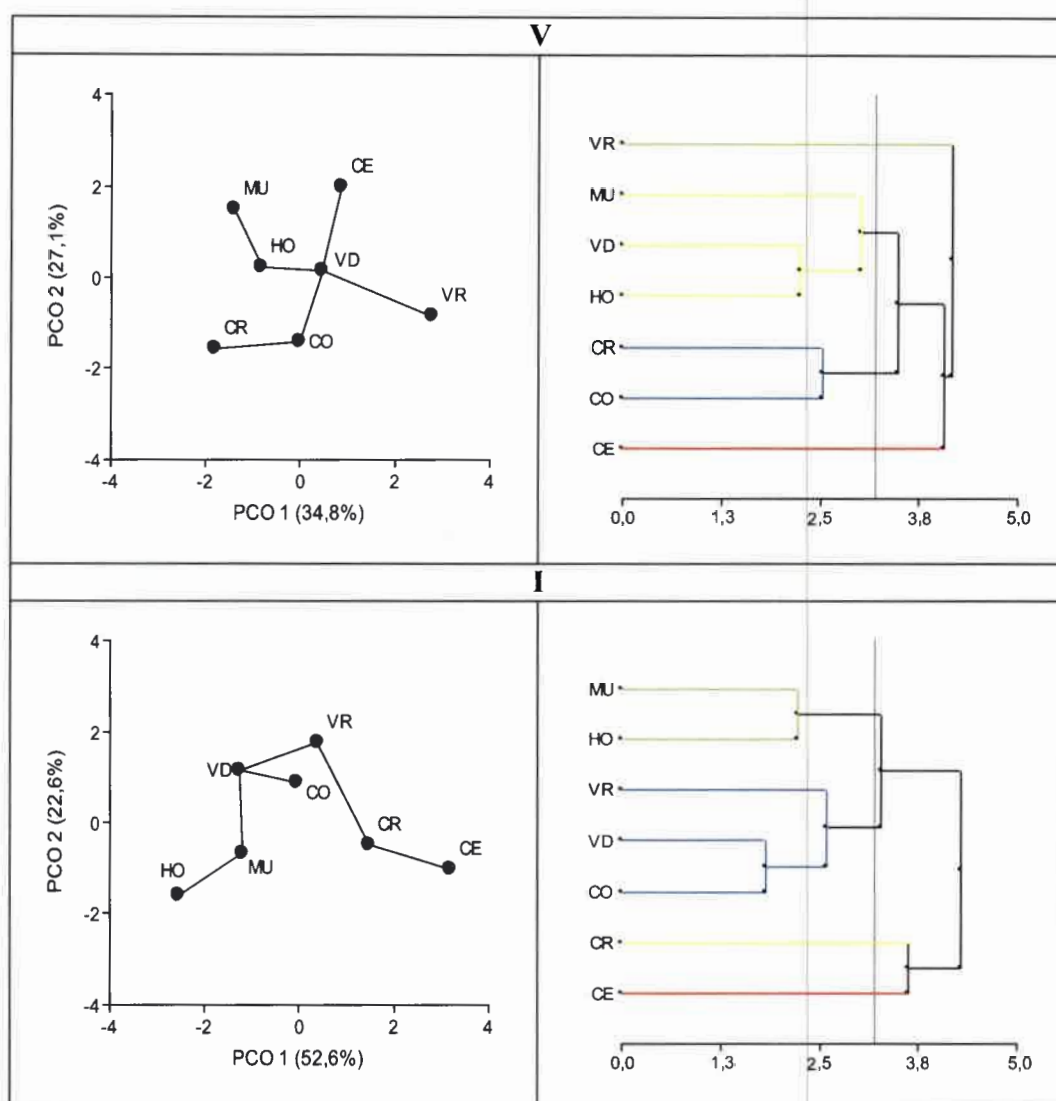 V
4
2
0
-2
-4
-4 -2 0 2 4
PCO 2 (27,1%)
PCO 1 (34,8%)
CE
MU
HO
VD
VR
CR
CO
VR
MU
VD
HO
CR
CO
CE
0,0 1,3 2,5 3,8 5,0
I
4
2
0
-2
-4
-4 -2 0 2 4
PCO 2 (22,6%)
PCO 1 (52,6%)
VR
VD
CO
CR
CE
HO
MU
MU
HO
VR
VD
CO
CR
CE
0,0 1,3 2,5 3,8 5,0